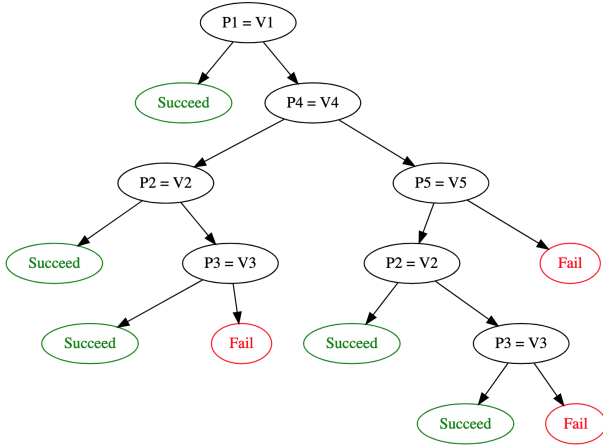 P1 = V1
Succeed
P4 = V4
P2 = V2
P5 = V5
Succeed
P3 = V3
P2 = V2
Fail
Succeed
Fail
Succeed
P3 = V3
Succeed
Fail